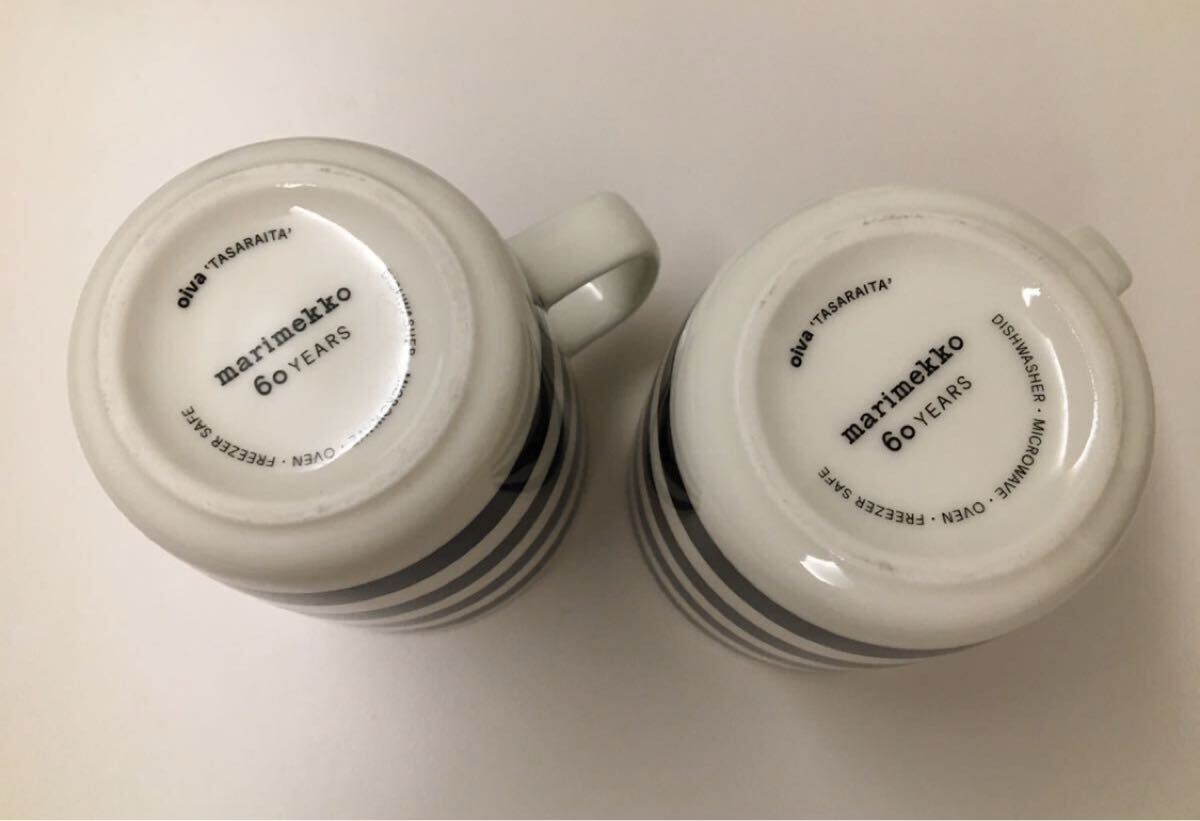 oiva 'TASARAITA'
marimekko
60 YEARS
OVEN · FREEZER SAFE
oiva 'TASARAITA'
marimekko
60 YEARS
DISHWASHER · MICROWAVE · OVEN · FREEZER SAFE